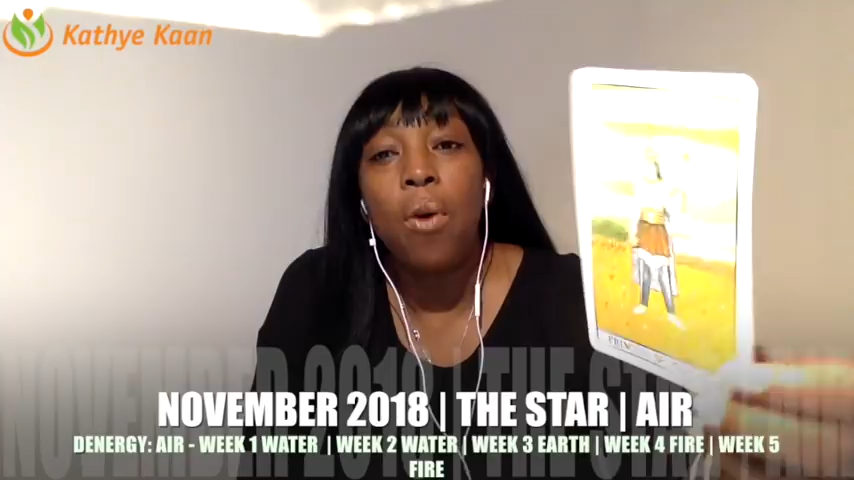 Kathye Kaan
NOVEMBER 2018 | THE STAR | AIR
DENERGY: AIR - WEEK 1 WATER | WEEK 2 WATER | WEEK 3 EARTH | WEEK 4 FIRE | WEEK 5
FIRE